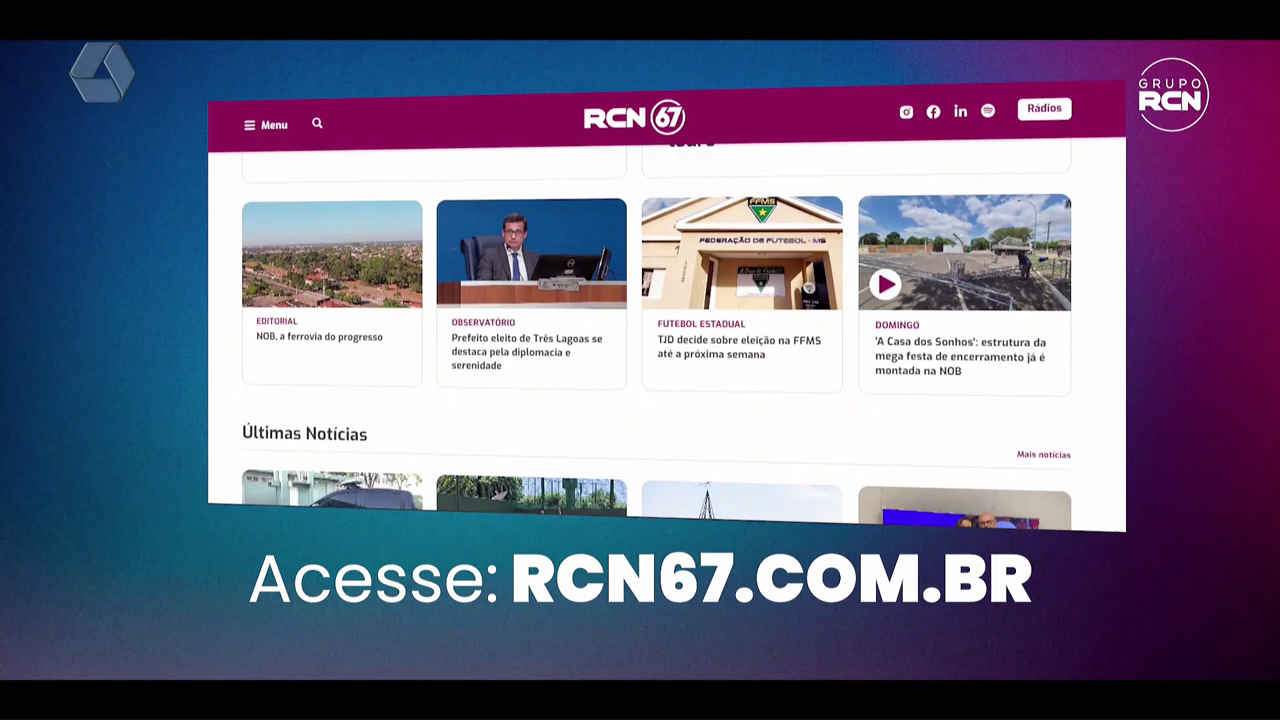 GRUPO
RCN
Menu
RCN 67
Rádios
EDITORIAL
NOB, a ferrovia do progresso
OBSERVATÓRIO
Prefeito eleito de Três Lagoas se
destaca pela diplomacia e
serenidade
FFMS
FEDERAÇÃO DE FUTEBOL - MS
FUTEBOL ESTADUAL
TJD decide sobre eleição na FFMS
até a próxima semana
DOMINGO
'A Casa dos Sonhos': estrutura da
mega festa de encerramento já é
montada na NOB
Últimas Notícias
Mais notícias
Acesse: RCN67.COM.BR